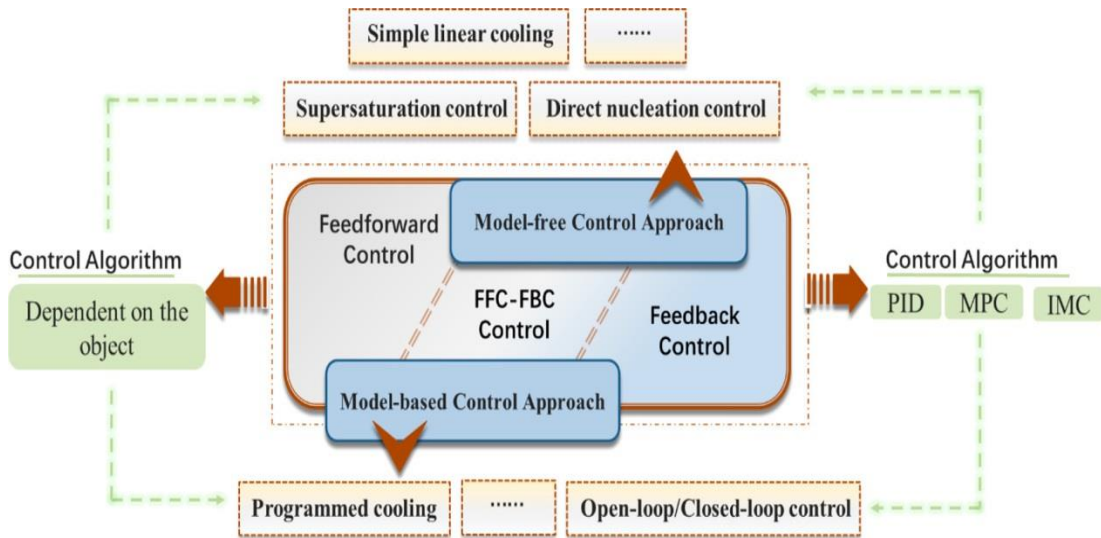 Simple linear cooling
......
Supersaturation control
Direct nucleation control
Feedforward
Control
Model-free Control Approach
Control Algorithm
Dependent on the
object
FFC-FBC
Control
Feedback
Control
Control Algorithm
PID
MPC
IMC
Model-based Control Approach
Programmed cooling
......
Open-loop/Closed-loop control